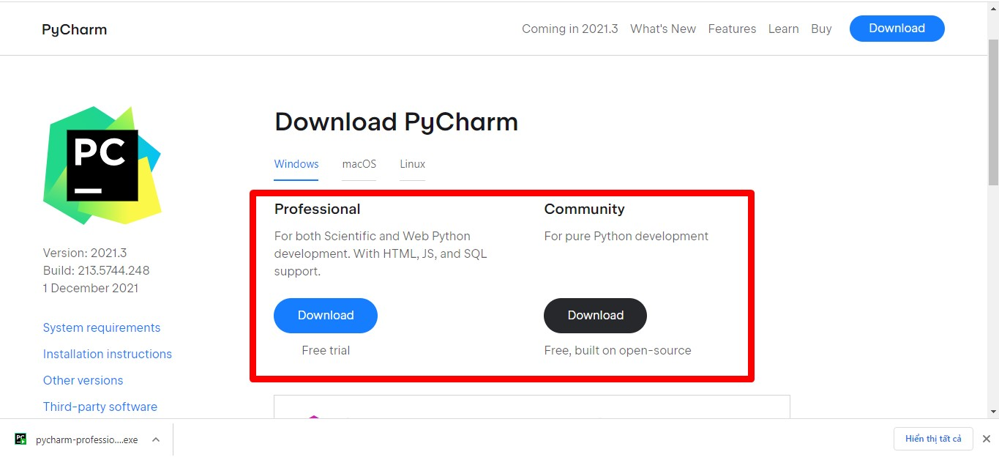 PyCharm
Coming in 2021.3 What's New Features Learn Buy Download
PC
Download PyCharm
Windows macOS Linux
Professional
For both Scientific and Web Python
development. With HTML, JS, and SQL
support.
Download
Free trial
Community
For pure Python development
Download
Free, built on open-source
Version: 2021.3
Build: 213.5744.248
1 December 2021
System requirements
Installation instructions
Other versions
Third-party software
PC
pycharm-professio....exe
Hiển thị tất cả